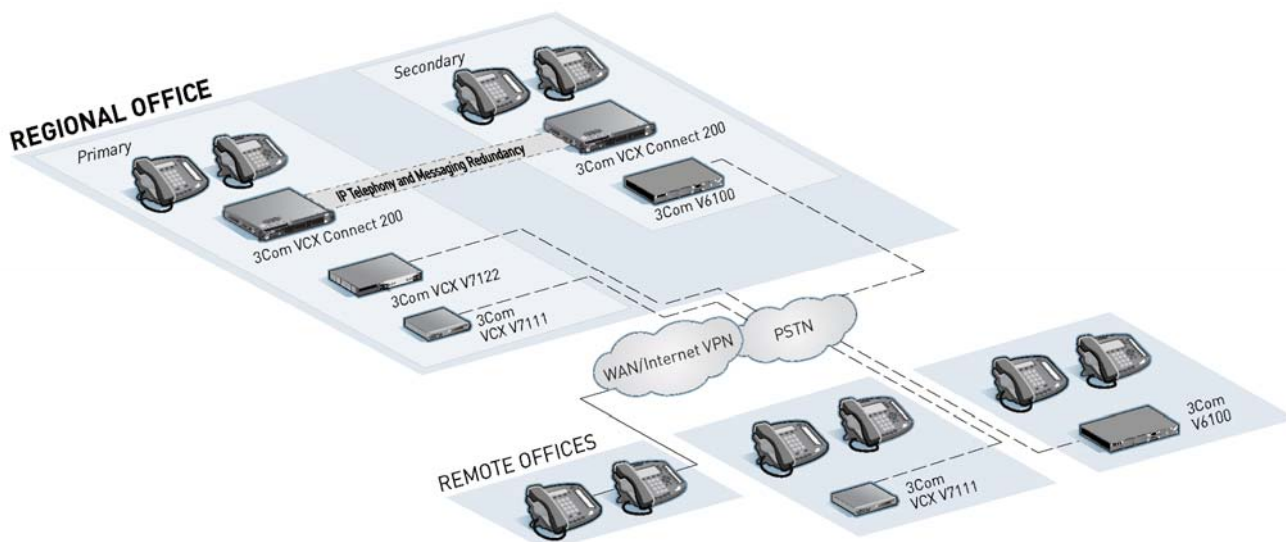 REGIONAL OFFICE
Primary
Secondary
3Com VCX Connect 200
3Com V6100
IP Telephony and Messaging Redundancy
3Com VCX Connect 200
3Com VCX V7122
3Com
VCX V7111
WAN/Internet VPN
PSTN
REMOTE OFFICES
3Com
VCX V7111
3Com
V6100